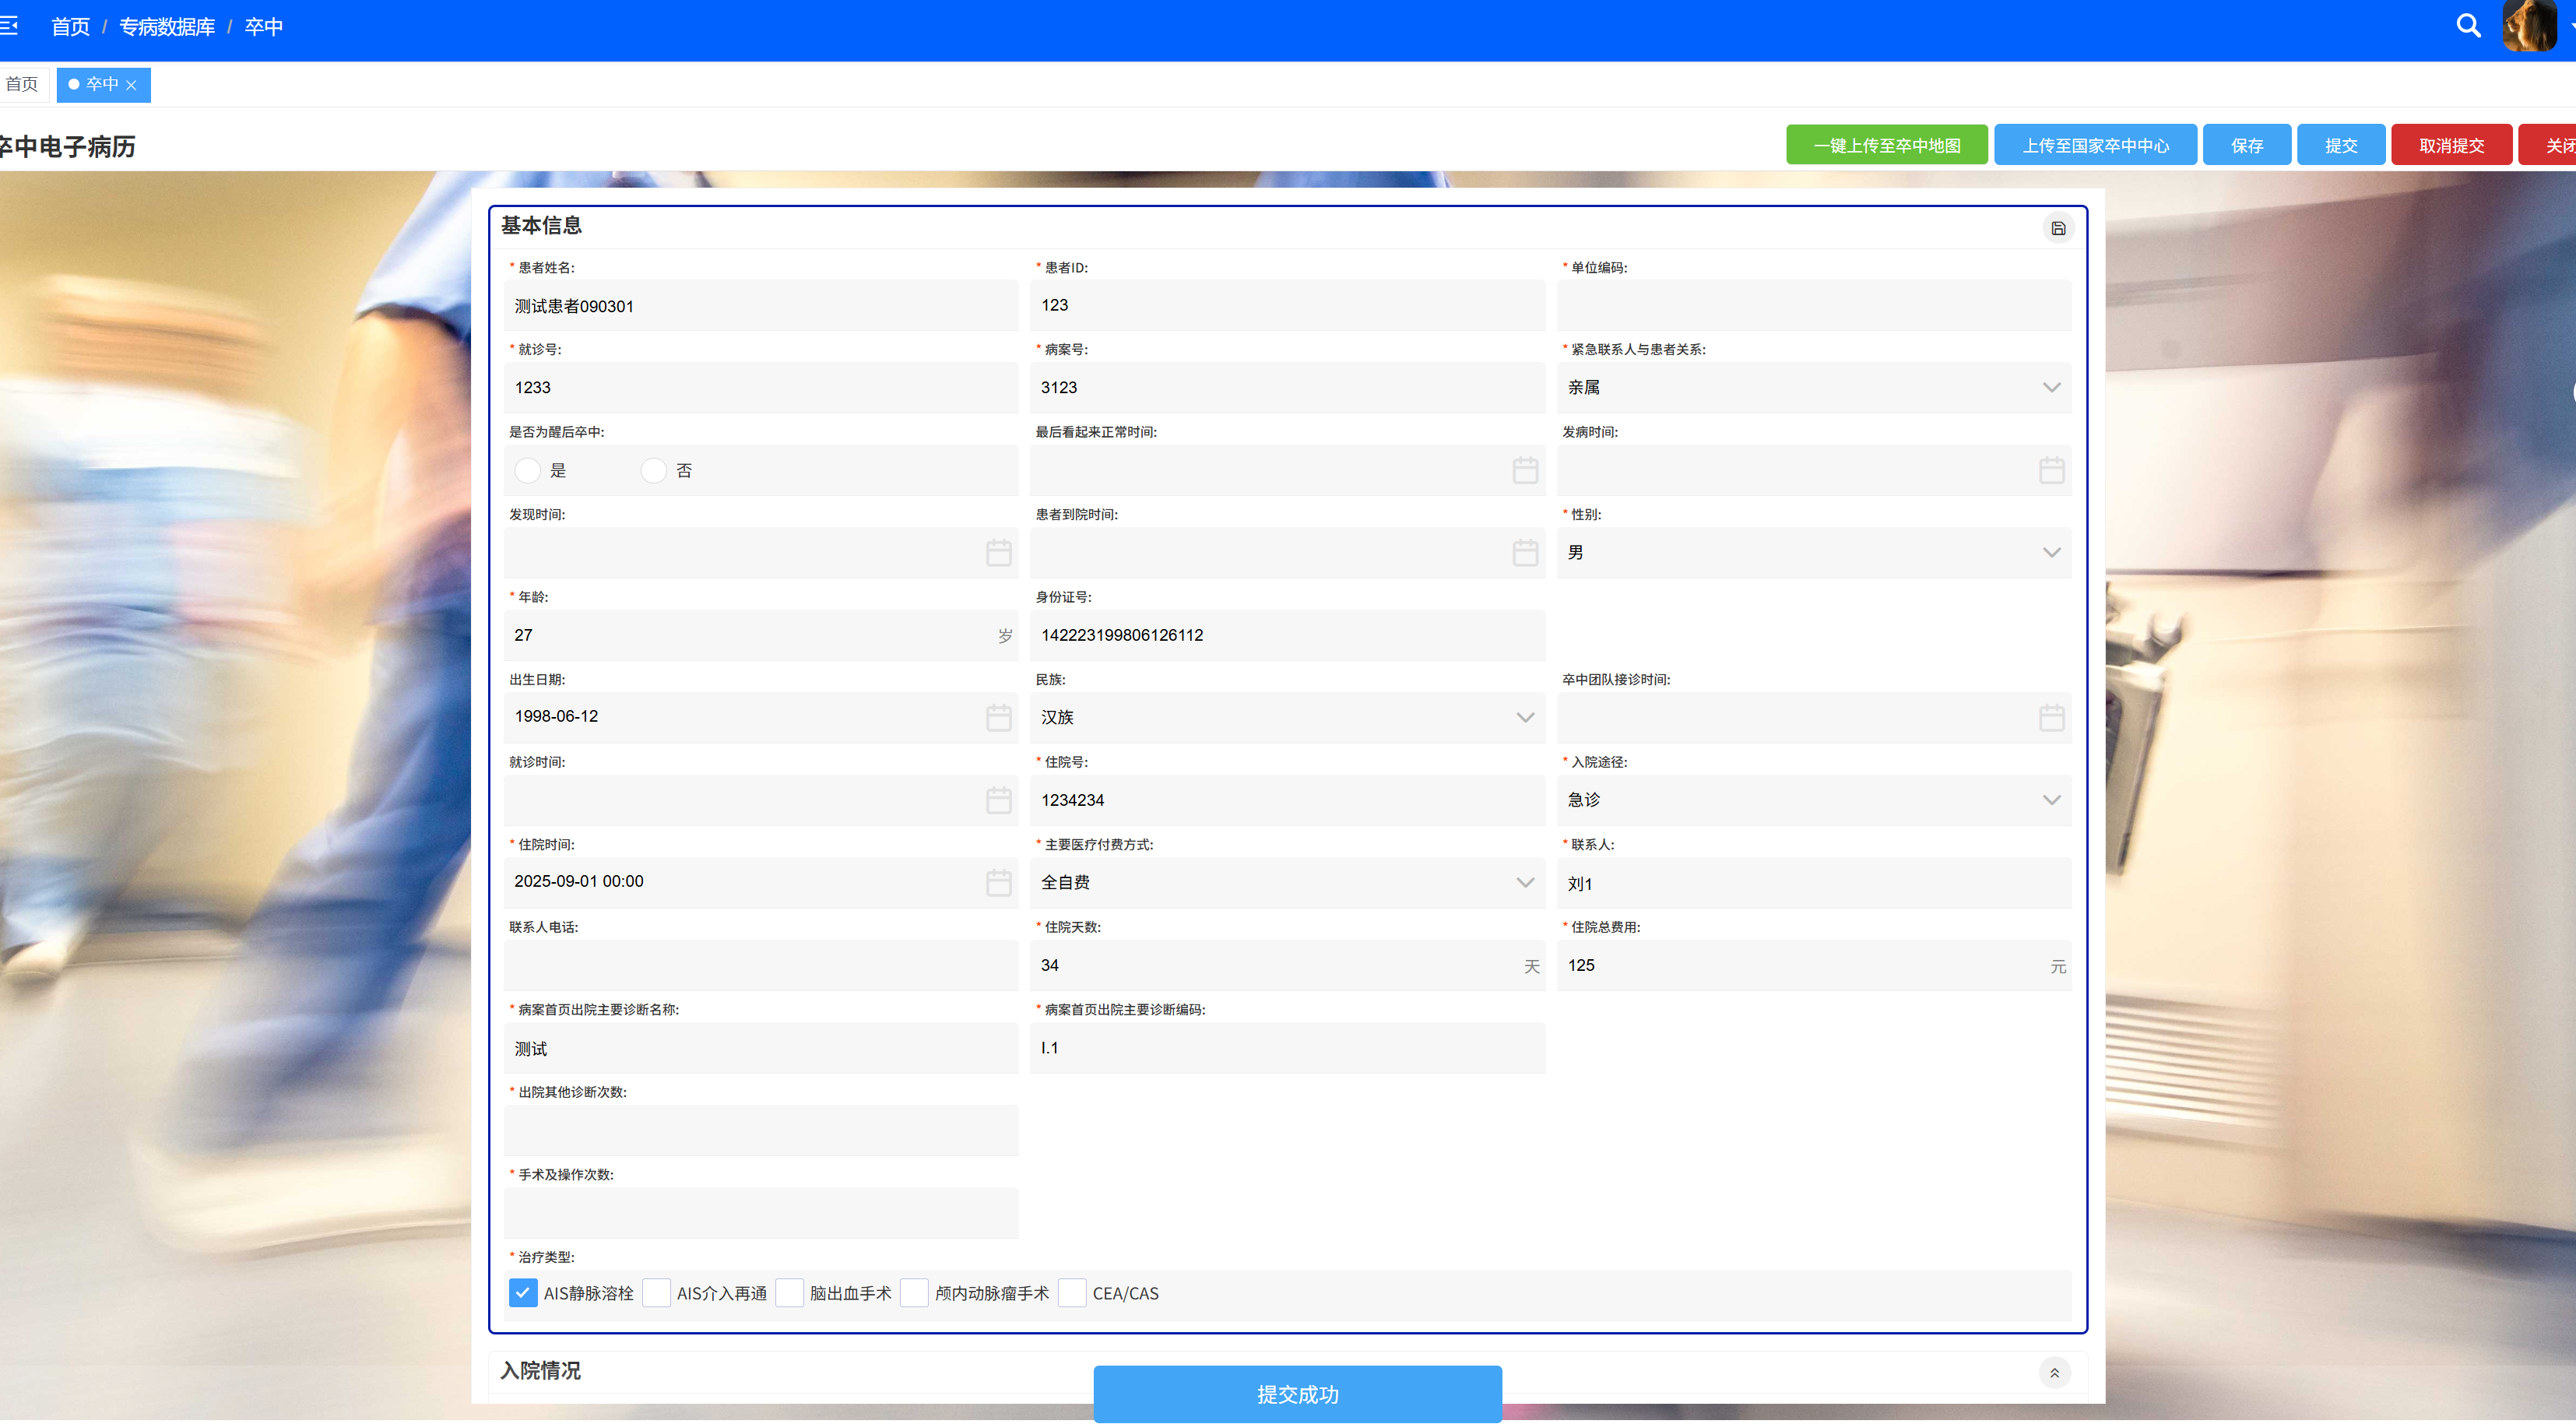 首页 / 专病数据库 / 卒中
首页 卒中
卒中电子病历 一键上传至卒中地图 上传至国家卒中中心 保存 提交 取消提交 关闭
基本信息
* 患者姓名: * 患者ID: * 单位编码:
测试患者090301 123
* 就诊号: * 病案号: * 紧急联系人与患者关系:
1233 3123 亲属
是否为醒后卒中: 最后看起来正常时间: 发病时间:
是 否
发现时间: 患者到院时间: * 性别:
男
* 年龄: 身份证号:
27 岁 142223199806126112
出生日期: 民族: 卒中团队接诊时间:
1998-06-12 汉族
就诊时间: * 住院号: * 入院途径:
1234234 急诊
* 住院时间: * 主要医疗付费方式: * 联系人:
2025-09-01 00:00 全自费 刘1
联系人电话: * 住院天数: * 住院总费用:
34 天 125 元
* 病案首页出院主要诊断名称: * 病案首页出院主要诊断编码:
测试 I.1
* 出院其他诊断次数:
* 手术及操作次数:
* 治疗类型:
AIS静脉溶栓 AIS介入再通 脑出血手术 颅内动脉瘤手术 CEA/CAS
入院情况
提交成功